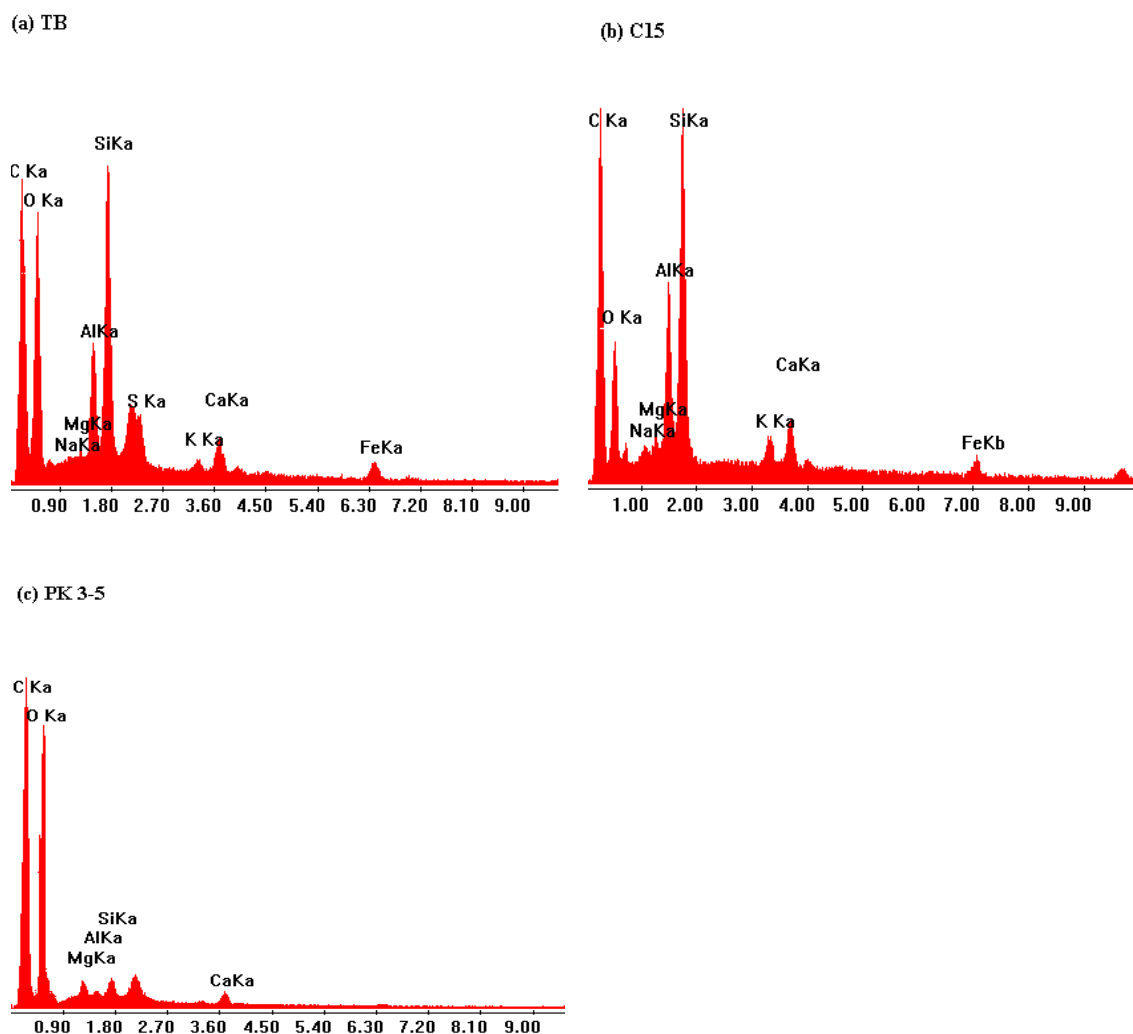 (a) TB
SiKa
C Ka
O Ka
AlKa
S Ka
CaKa
MgKa
NaKa
K Ka
FeKa
0.90 1.80 2.70 3.60 4.50 5.40 6.30 7.20 8.10 9.00
(b) C15
C Ka
SiKa
AlKa
O Ka
CaKa
MgKa
NaKa
K Ka
FeKb
1.00 2.00 3.00 4.00 5.00 6.00 7.00 8.00 9.00
(c) PK 3-5
C Ka
O Ka
SiKa
AlKa
MgKa
CaKa
0.90 1.80 2.70 3.60 4.50 5.40 6.30 7.20 8.10 9.00